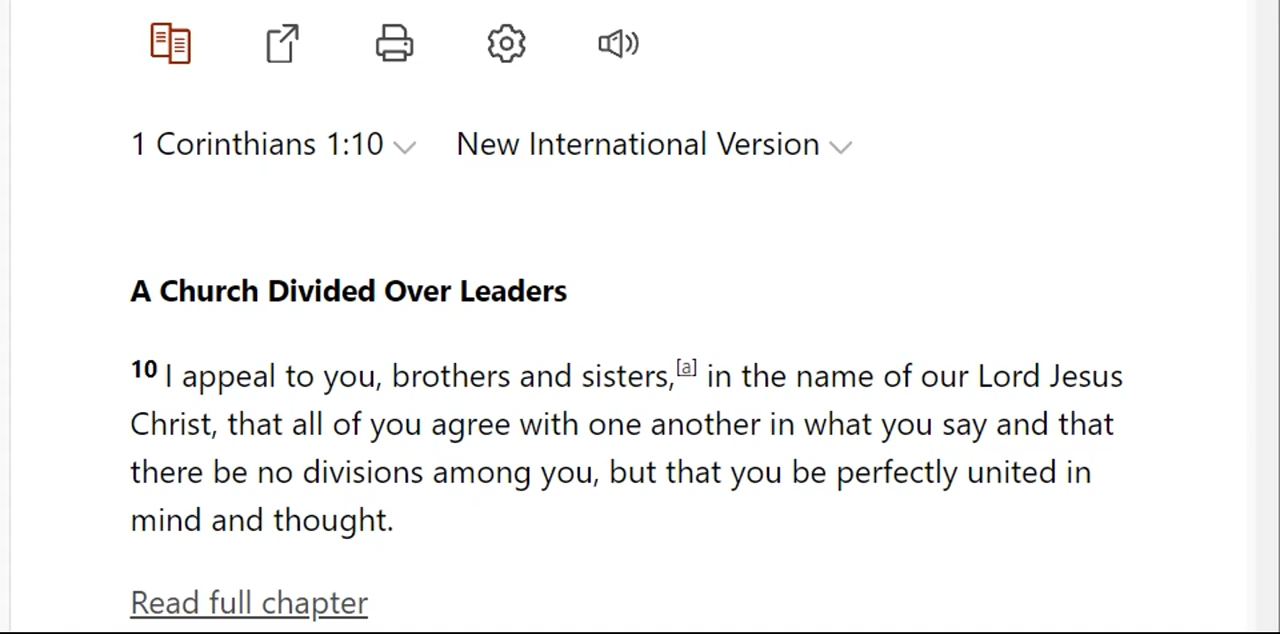 1 Corinthians 1:10 New International Version
A Church Divided Over Leaders
10 I appeal to you, brothers and sisters,[a] in the name of our Lord Jesus
Christ, that all of you agree with one another in what you say and that
there be no divisions among you, but that you be perfectly united in
mind and thought.
Read full chapter